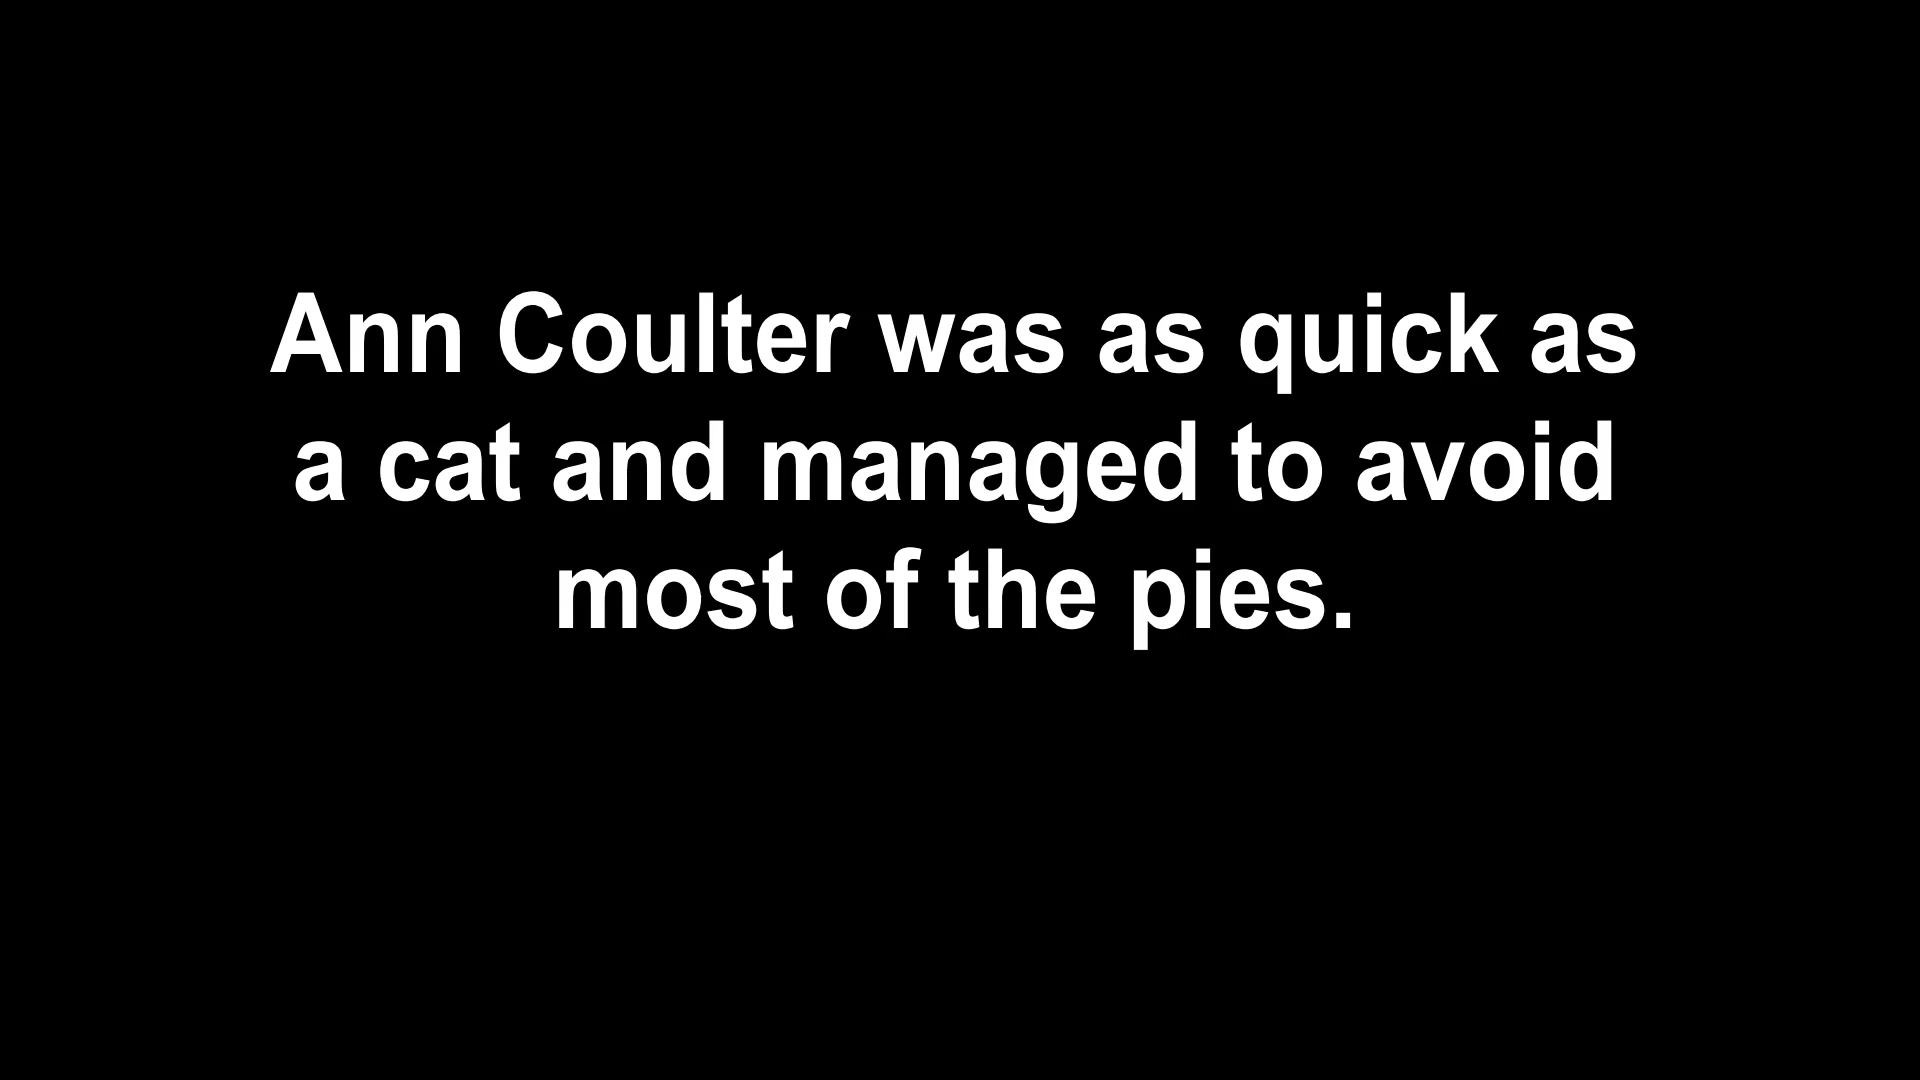 Ann Coulter was as quick as
a cat and managed to avoid
most of the pies.